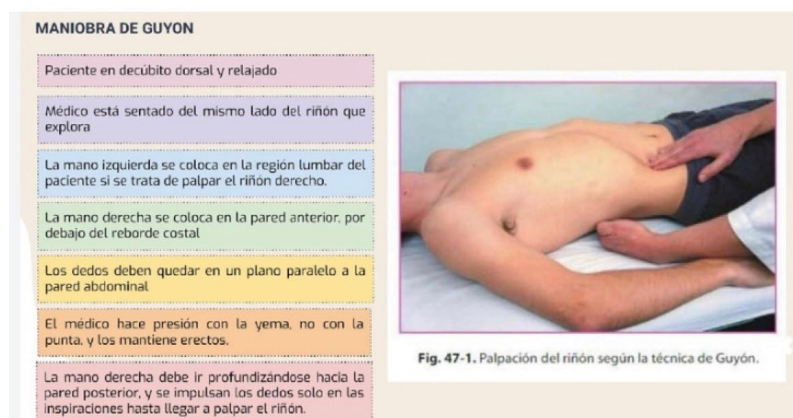 MANIOBRA DE GUYON
Paciente en decúbito dorsal y relajado
Médico está sentado del mismo lado del riñón que
explora
La mano izquierda se coloca en la región lumbar del
paciente si se trata de palpar el riñón derecho.
La mano derecha se coloca en la pared anterior, por
debajo del reborde costal
Los dedos deben quedar en un plano paralelo a la
pared abdominal
El médico hace presión con la yema, no con la
punta, y los mantiene erectos.
La mano derecha debe ir profundizándose hacia la
pared posterior, y se impulsan los dedos solo en las
inspiraciones hasta llegar a palpar el riñón.
Fig. 47-1. Palpación del riñón según la técnica de Guyón.